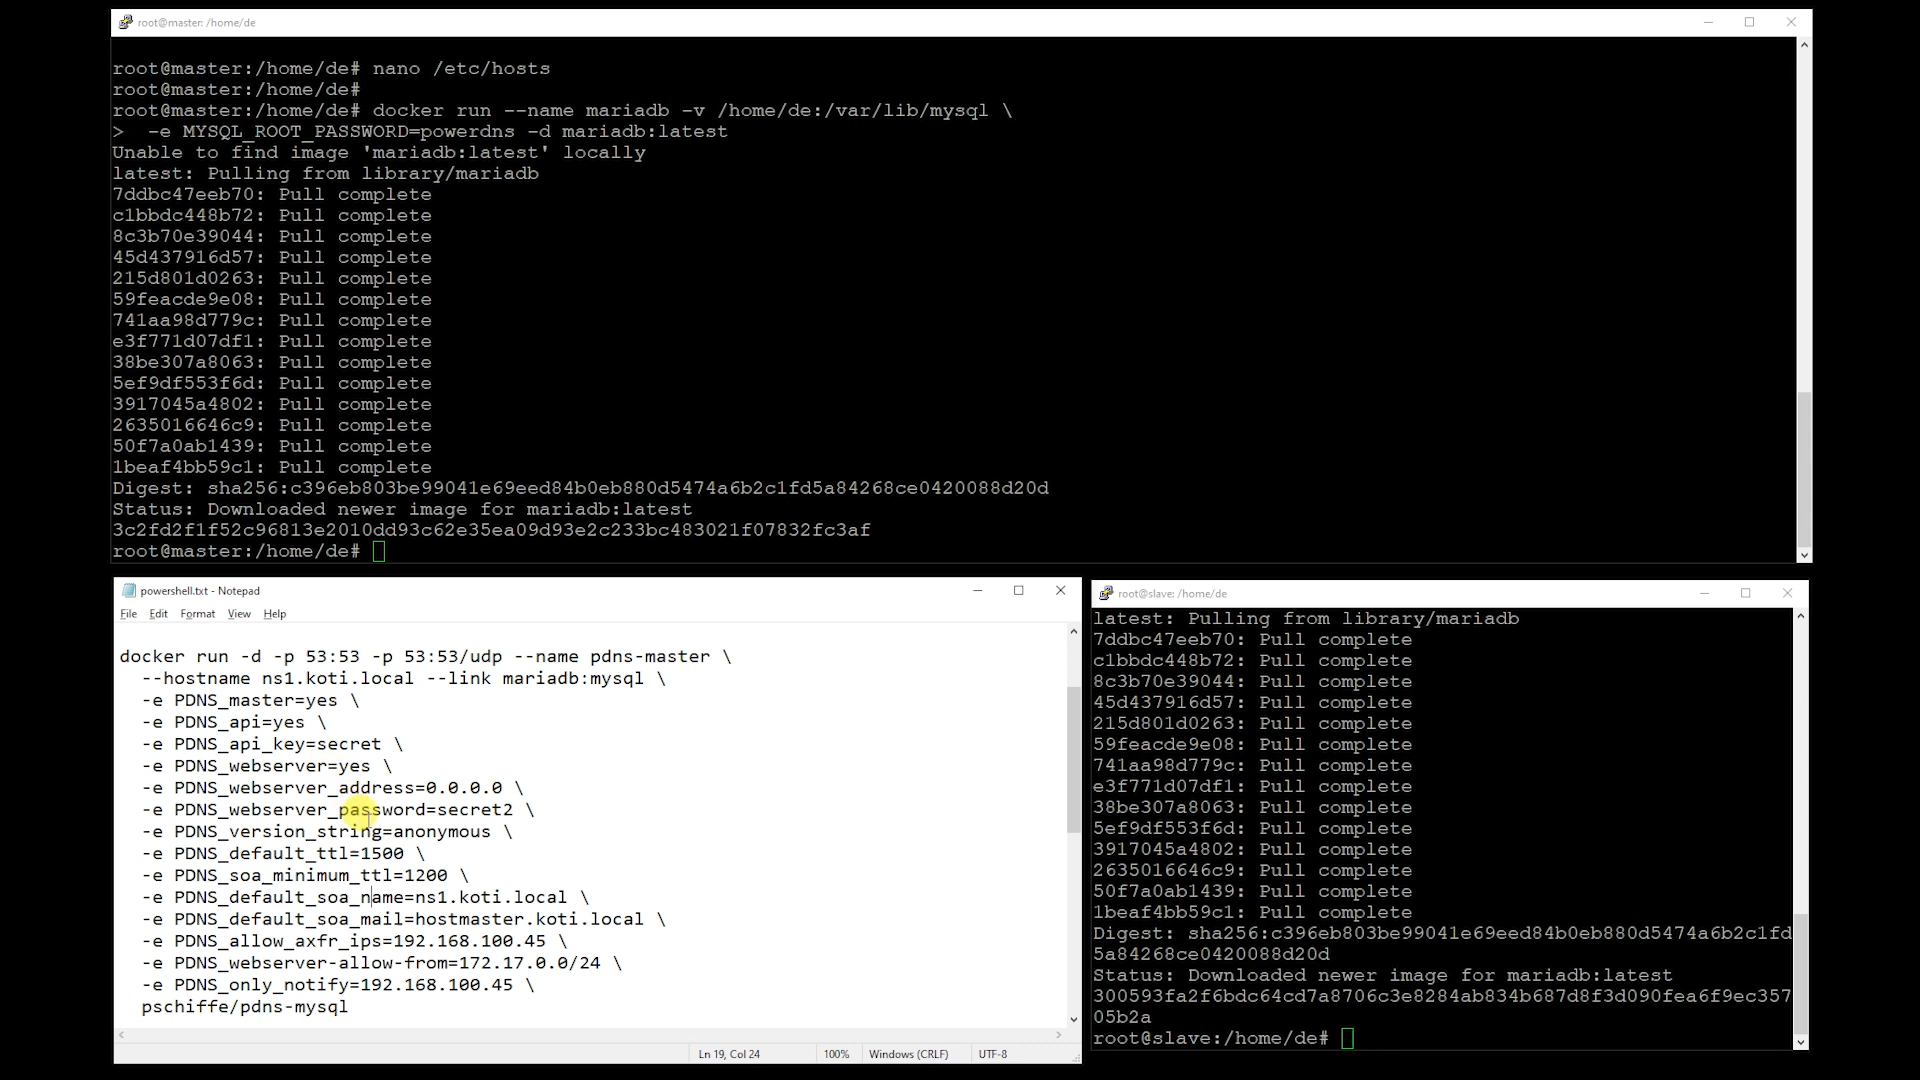 root@master: /home/de
root@master:/home/de# nano /etc/hosts
root@master:/home/de#
root@master:/home/de# docker run --name mariadb -v /home/de:/var/lib/mysql \
>  -e MYSQL_ROOT_PASSWORD=powerdns -d mariadb:latest
Unable to find image 'mariadb:latest' locally
latest: Pulling from library/mariadb
7ddbc47eeb70: Pull complete
c1bbdc448b72: Pull complete
8c3b70e39044: Pull complete
45d437916d57: Pull complete
215d801d0263: Pull complete
59feacde9e08: Pull complete
741aa98d779c: Pull complete
e3f771d07df1: Pull complete
38be307a8063: Pull complete
5ef9df553f6d: Pull complete
3917045a4802: Pull complete
2635016646c9: Pull complete
50f7a0ab1439: Pull complete
1beaf4bb59c1: Pull complete
Digest: sha256:c396eb803be99041e69eed84b0eb880d5474a6b2c1fd5a84268ce0420088d20d
Status: Downloaded newer image for mariadb:latest
3c2fd2f1f52c96813e2010dd93c62e35ea09d93e2c233bc483021f07832fc3af
root@master:/home/de#
powershell.txt - Notepad
File Edit Format View Help
docker run -d -p 53:53 -p 53:53/udp --name pdns-master \
--hostname ns1.koti.local --link mariadb:mysql \
-e PDNS_master=yes \
-e PDNS_api=yes \
-e PDNS_api_key=secret \
-e PDNS_webserver=yes \
-e PDNS_webserver_address=0.0.0.0 \
-e PDNS_webserver_password=secret2 \
-e PDNS_version_string=anonymous \
-e PDNS_default_ttl=1500 \
-e PDNS_soa_minimum_ttl=1200 \
-e PDNS_default_soa_name=ns1.koti.local \
-e PDNS_default_soa_mail=hostmaster.koti.local \
-e PDNS_allow_axfr_ips=192.168.100.45 \
-e PDNS_webserver-allow-from=172.17.0.0/24 \
-e PDNS_only_notify=192.168.100.45 \
pschiffe/pdns-mysql
Ln 19, Col 24 100% Windows (CRLF) UTF-8
root@slave: /home/de
latest: Pulling from library/mariadb
7ddbc47eeb70: Pull complete
c1bbdc448b72: Pull complete
8c3b70e39044: Pull complete
45d437916d57: Pull complete
215d801d0263: Pull complete
59feacde9e08: Pull complete
741aa98d779c: Pull complete
e3f771d07df1: Pull complete
38be307a8063: Pull complete
5ef9df553f6d: Pull complete
3917045a4802: Pull complete
2635016646c9: Pull complete
50f7a0ab1439: Pull complete
1beaf4bb59c1: Pull complete
Digest: sha256:c396eb803be99041e69eed84b0eb880d5474a6b2c1fd
5a84268ce0420088d20d
Status: Downloaded newer image for mariadb:latest
300593fa2f6bdc64cd7a8706c3e8284ab834b687d8f3d090fea6f9ec357
05b2a
root@slave:/home/de#